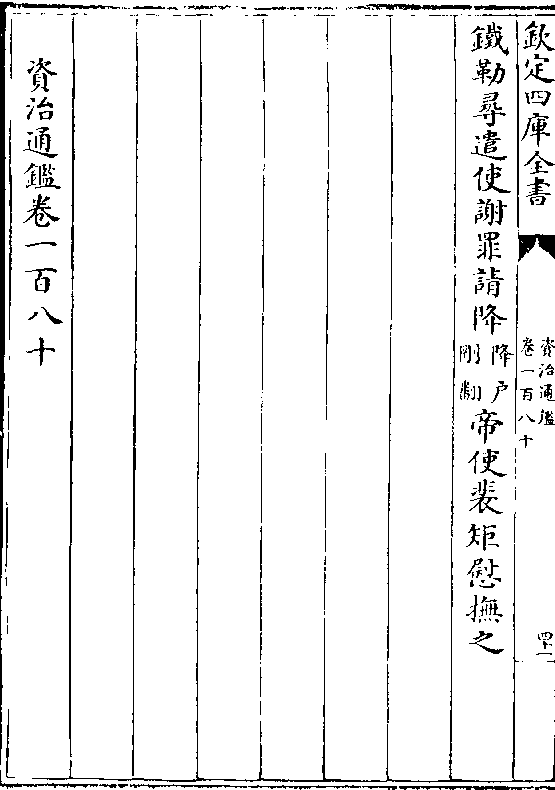 欽定四庫全書
資治通鑑
卷一百八十
四十一
鐵勒尋遣使謝罪請降降户剛翻帝使裴矩慰撫之
資治通鑑卷一百八十